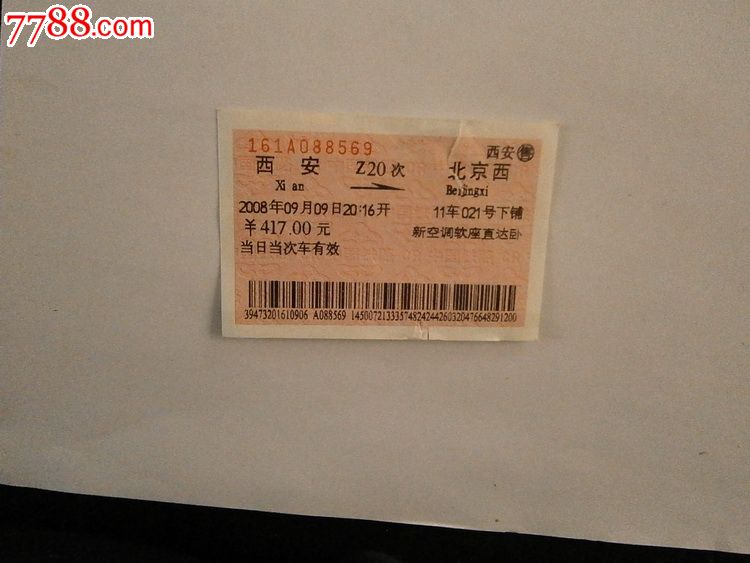 7788.com
161A088569
西安售
西 安 Z20次 北京西
Xi an Beijingxi
2008年09月09日20:16开 11车021号下铺
￥417.00元 新空调软座直达卧
当日当次车有效
39473201610906 A088569 14500721333574824244260320476648291200